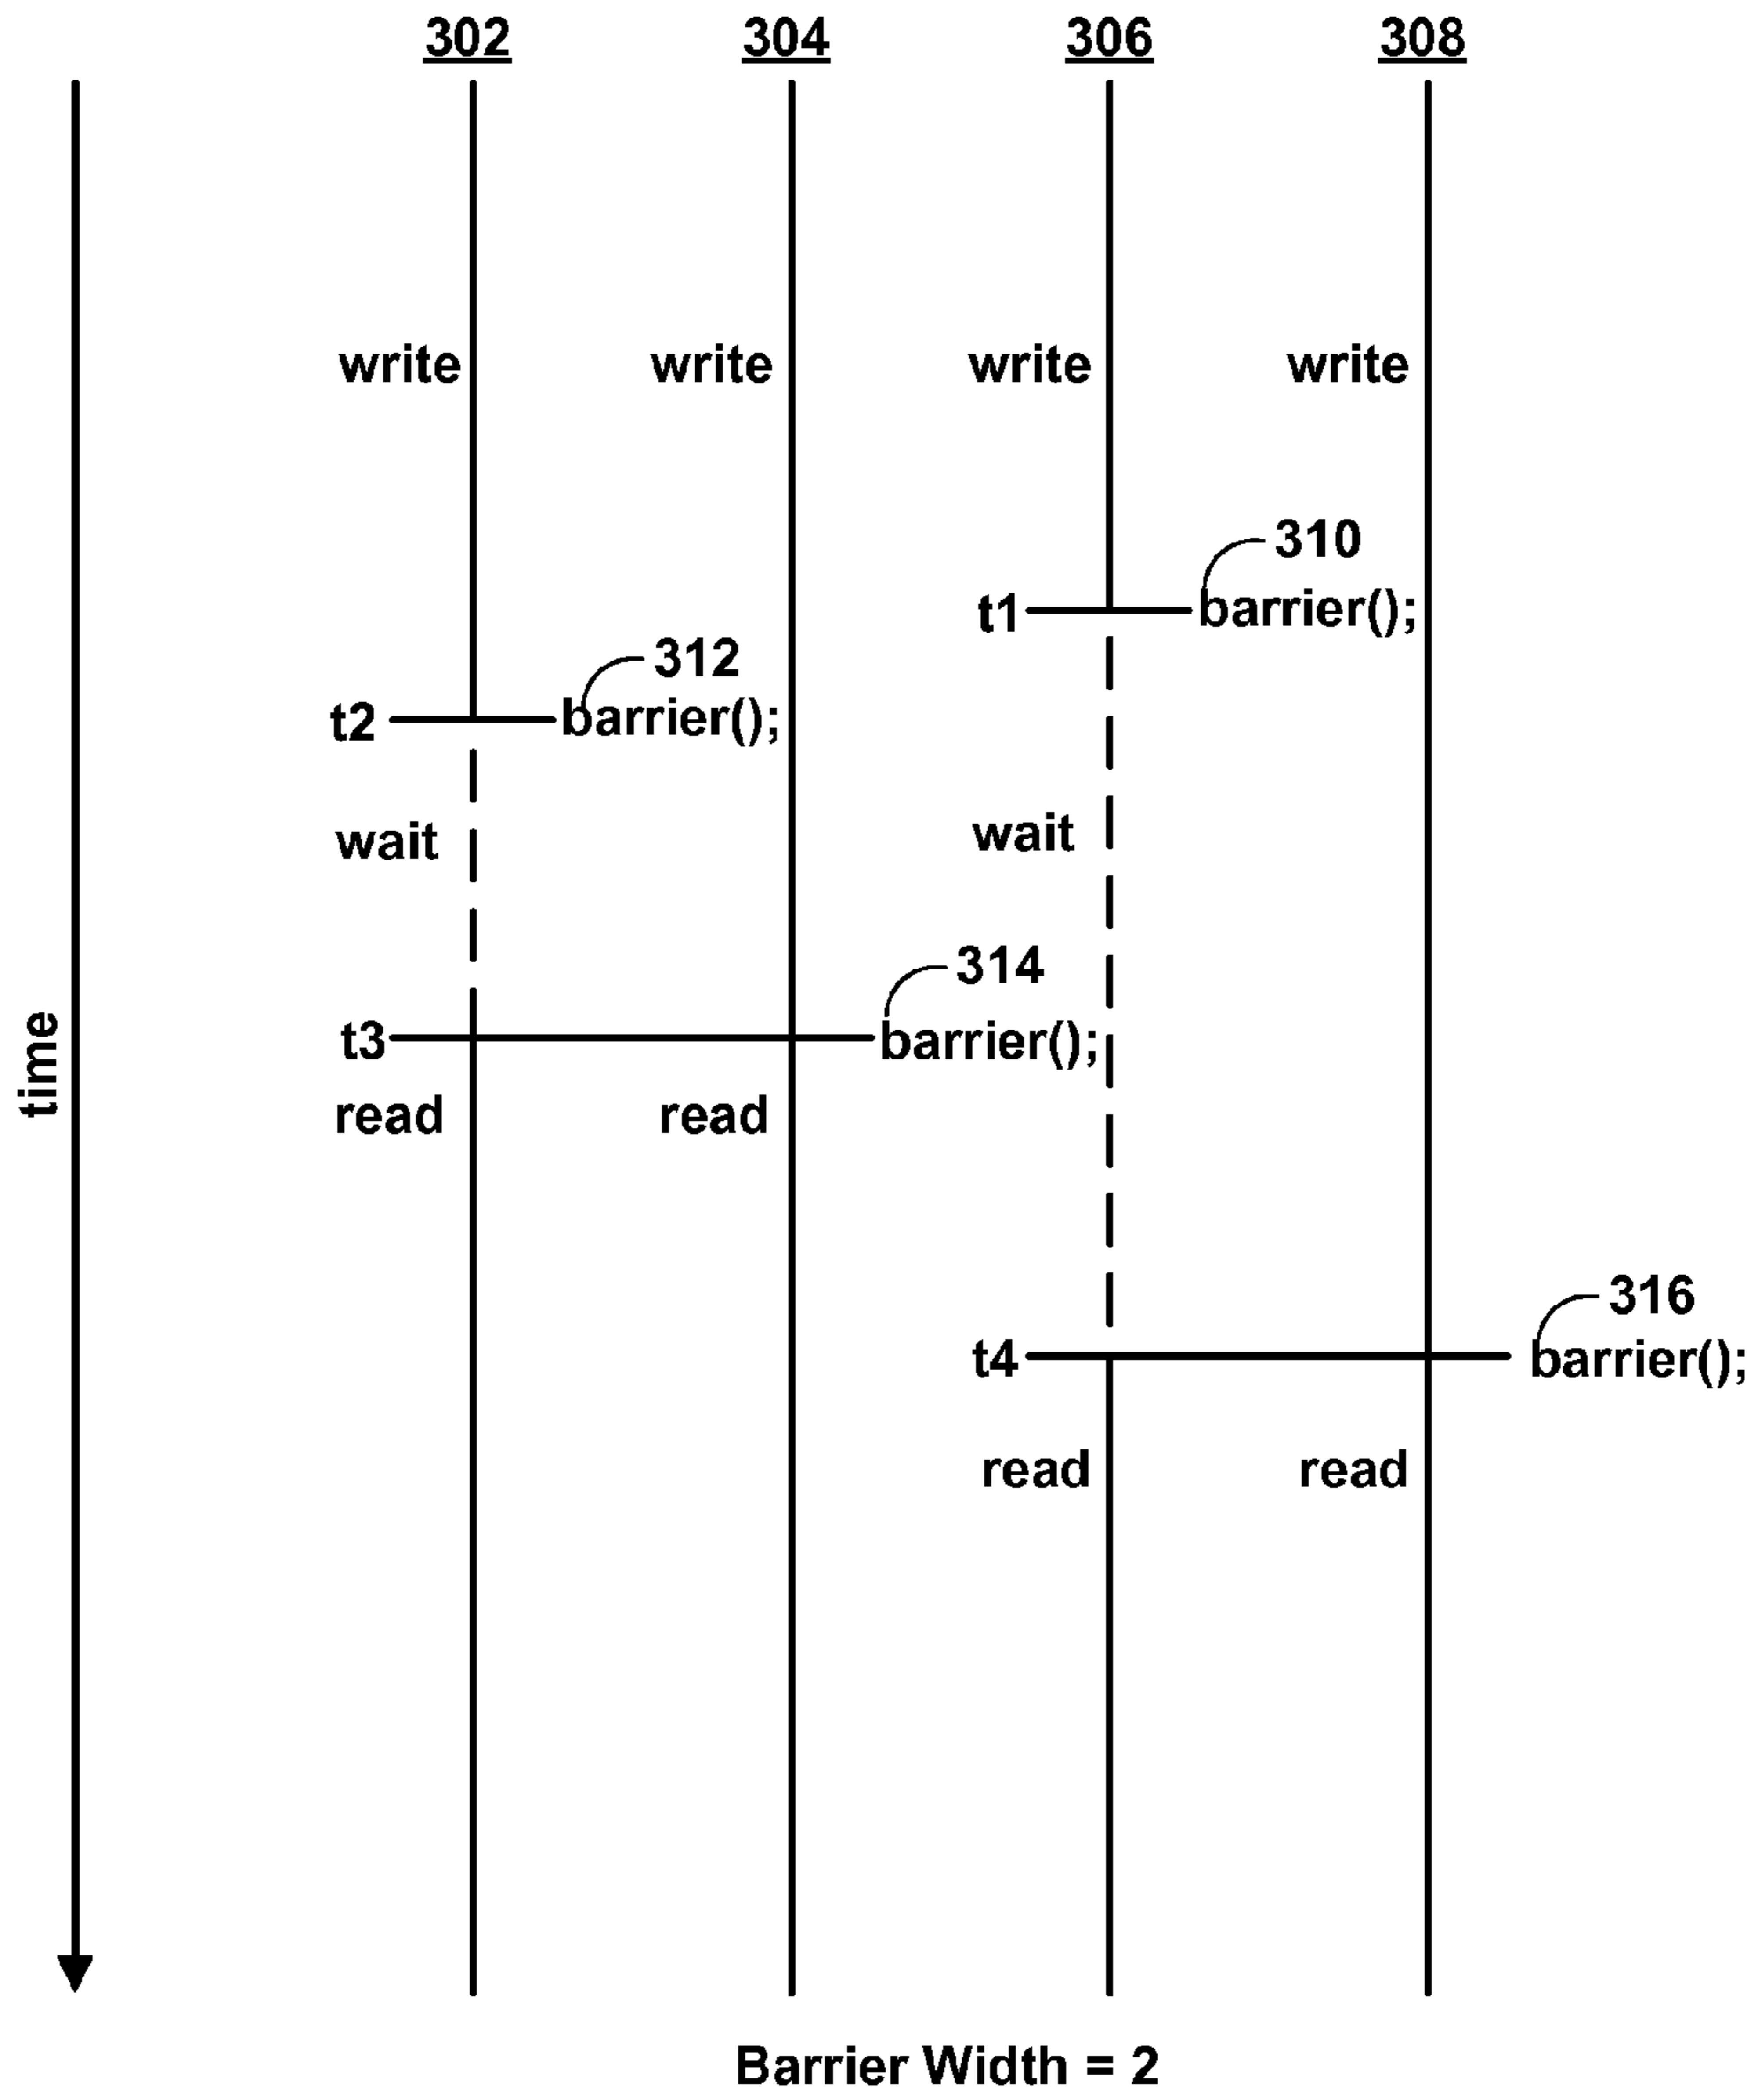 302 304 306 308
write write write write
310
t1 barrier();
312
t2 barrier();
wait wait
314
t3 barrier();
time
read read
316
t4 barrier();
read read
Barrier Width = 2